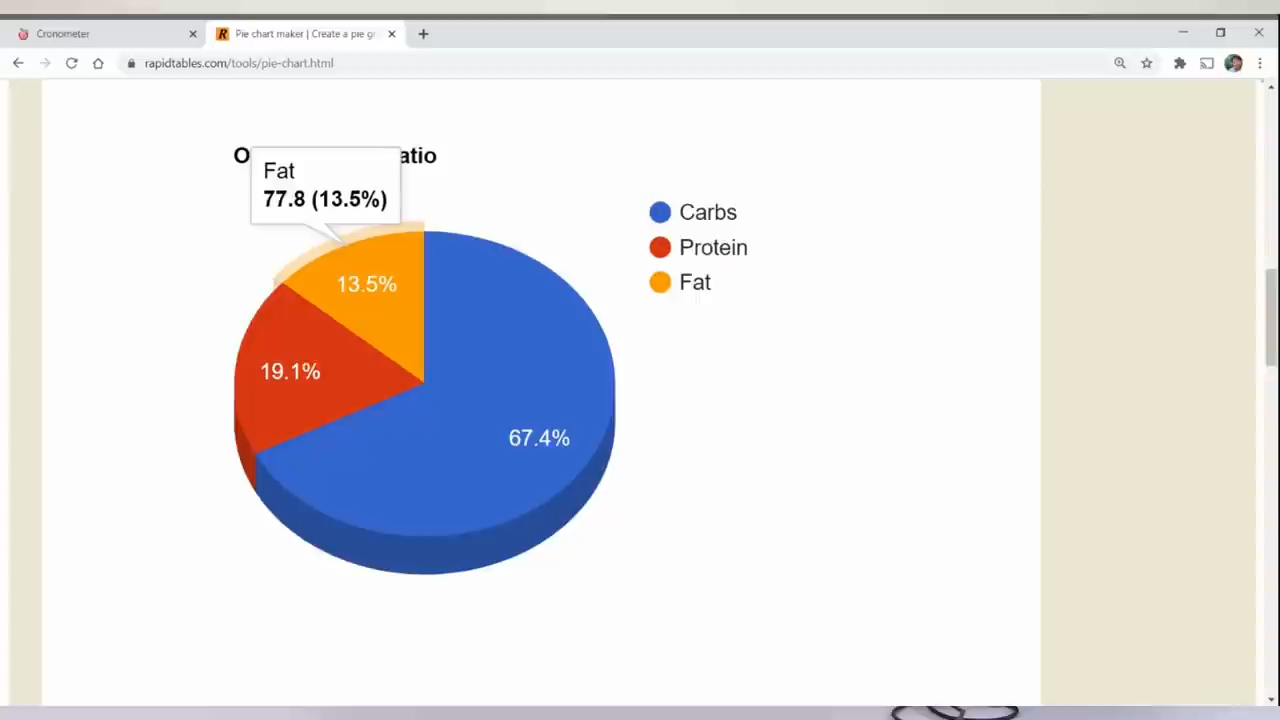 Cronometer
Pie chart maker | Create a pie gr
rapidtables.com/tools/pie-chart.html
O atio
Fat
77.8 (13.5%)
Carbs
Protein
Fat
13.5%
19.1%
67.4%